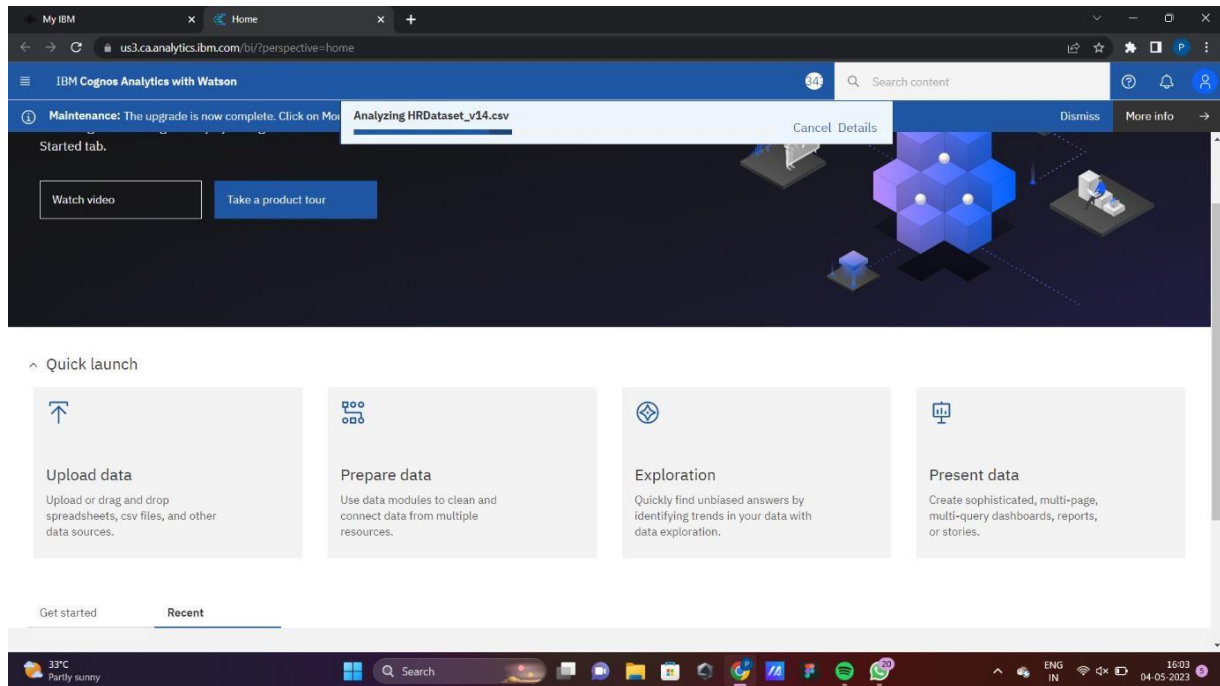 My IBM
Home
us3.ca.analytics.ibm.com/bi/?perspective=home
P
IBM Cognos Analytics with Watson
Search content
Maintenance: The upgrade is now complete. Click on Mor
Analyzing HRDataset_v14.csv
Cancel Details
Dismiss
More info
Started tab.
Watch video
Take a product tour
Quick launch
Upload data
Upload or drag and drop
spreadsheets, csv files, and other
data sources.
Prepare data
Use data modules to clean and
connect data from multiple
resources.
Exploration
Quickly find unbiased answers by
identifying trends in your data with
data exploration.
Present data
Create sophisticated, multi-page,
multi-query dashboards, reports,
or stories.
Get started
Recent
33°C
Partly sunny
Search
20
ENG
IN
16:03
04-05-2023
5